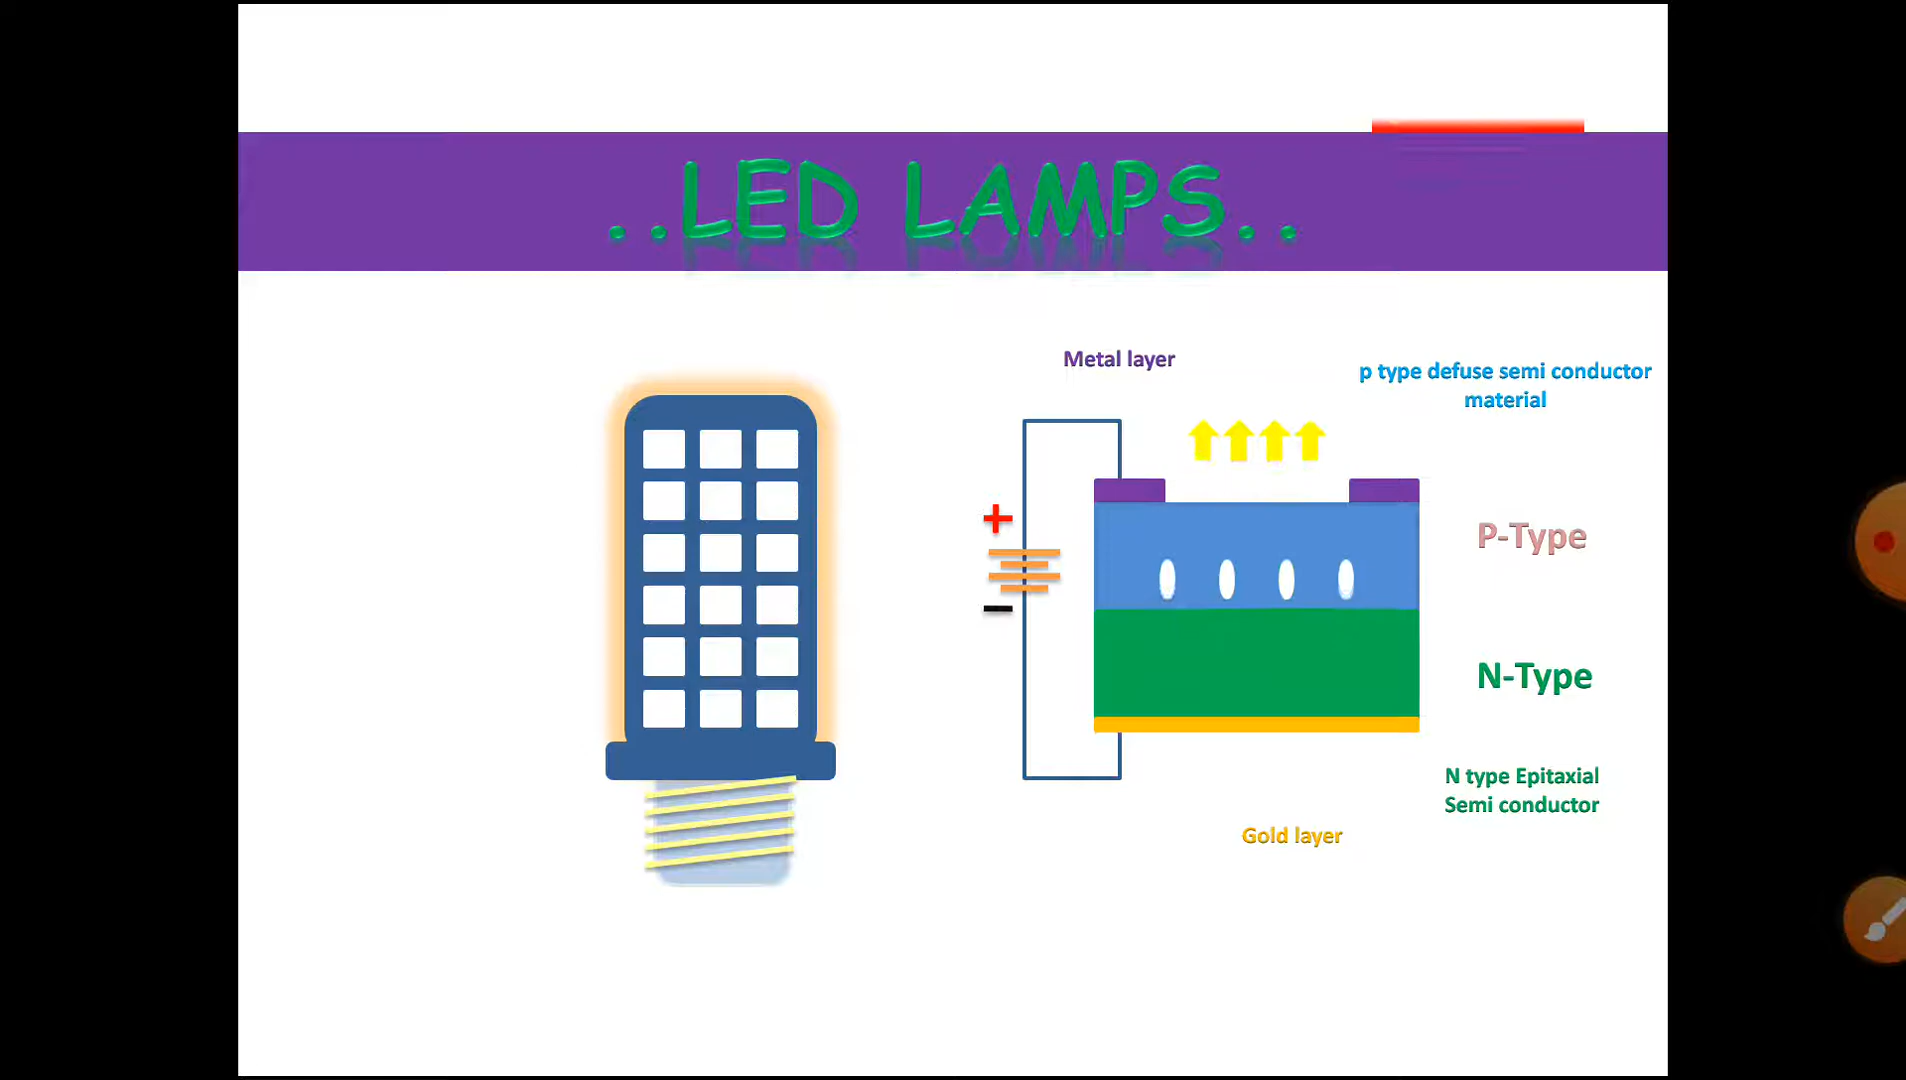 ..LED LAMPS..
Metal layer
p type defuse semi conductor
material
+
P-Type
–
N-Type
N type Epitaxial
Semi conductor
Gold layer